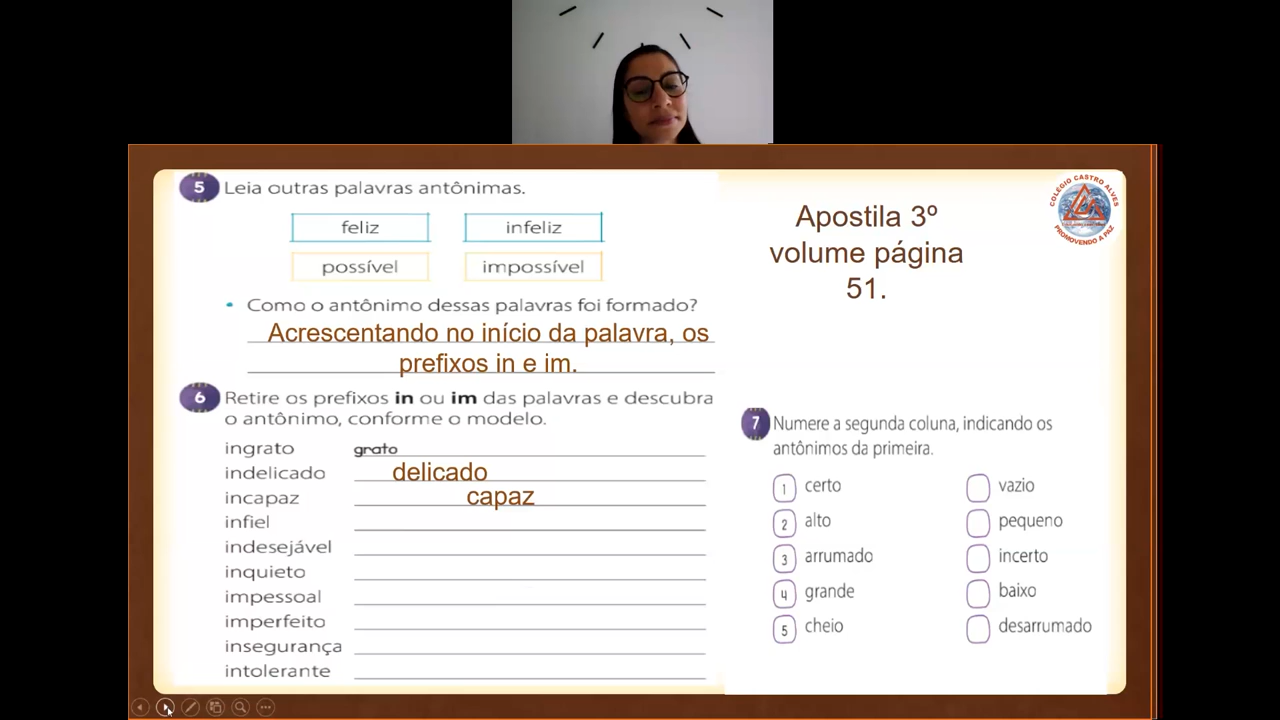 5 Leia outras palavras antônimas.
feliz infeliz
possível impossível
• Como o antônimo dessas palavras foi formado?
Acrescentando no início da palavra, os
prefixos in e im.
6 Retire os prefixos in ou im das palavras e descubra
o antônimo, conforme o modelo.
ingrato grato
indelicado delicado
incapaz capaz
infiel
indesejável
inquieto
impessoal
imperfeito
insegurança
intolerante
Apostila 3º
volume página
51.
COLÉGIO CASTRO ALVES
PROMOVENDO A PAZ
7 Numere a segunda coluna, indicando os
antônimos da primeira.
1 certo vazio
2 alto pequeno
3 arrumado incerto
4 grande baixo
5 cheio desarrumado